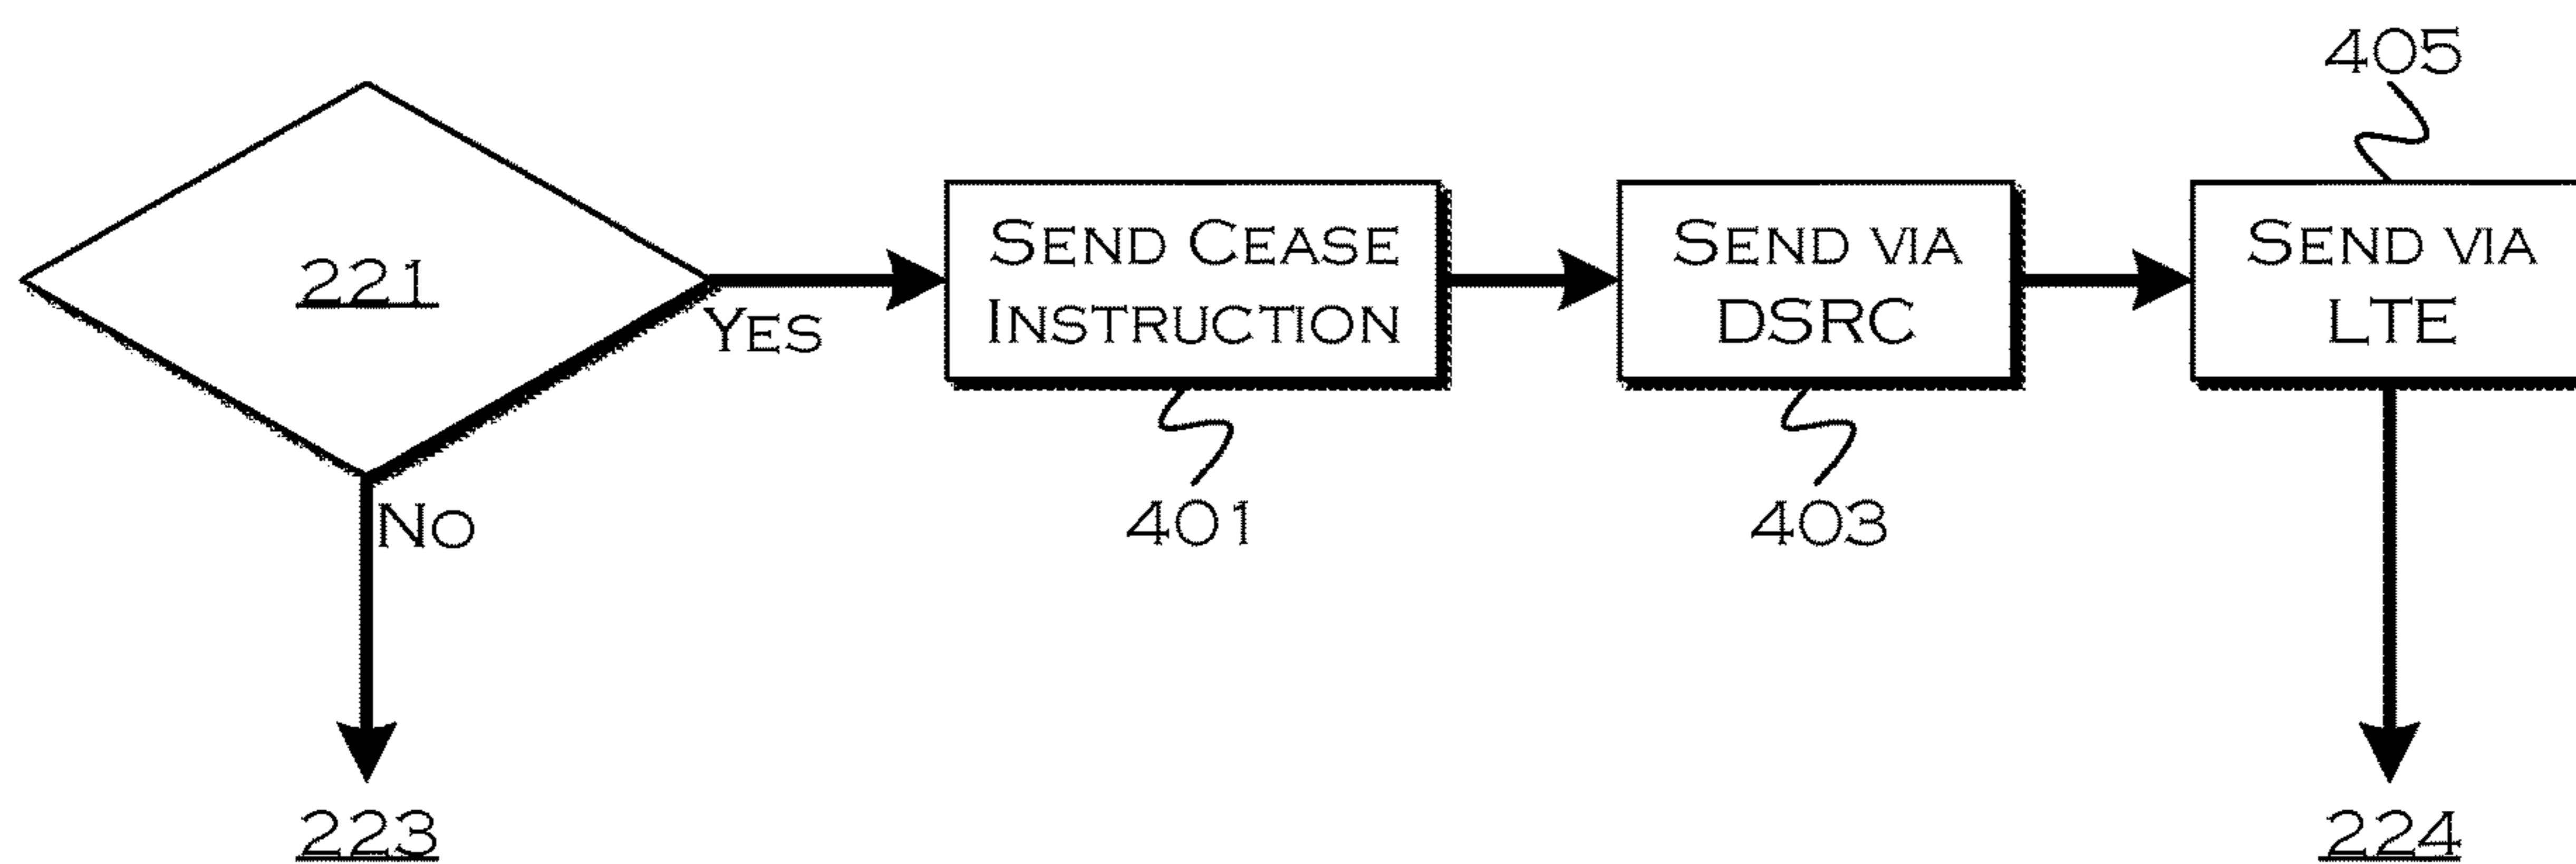 405
221
YES
SEND CEASE
INSTRUCTION
SEND VIA
DSRC
SEND VIA
LTE
NO
401
403
223
224